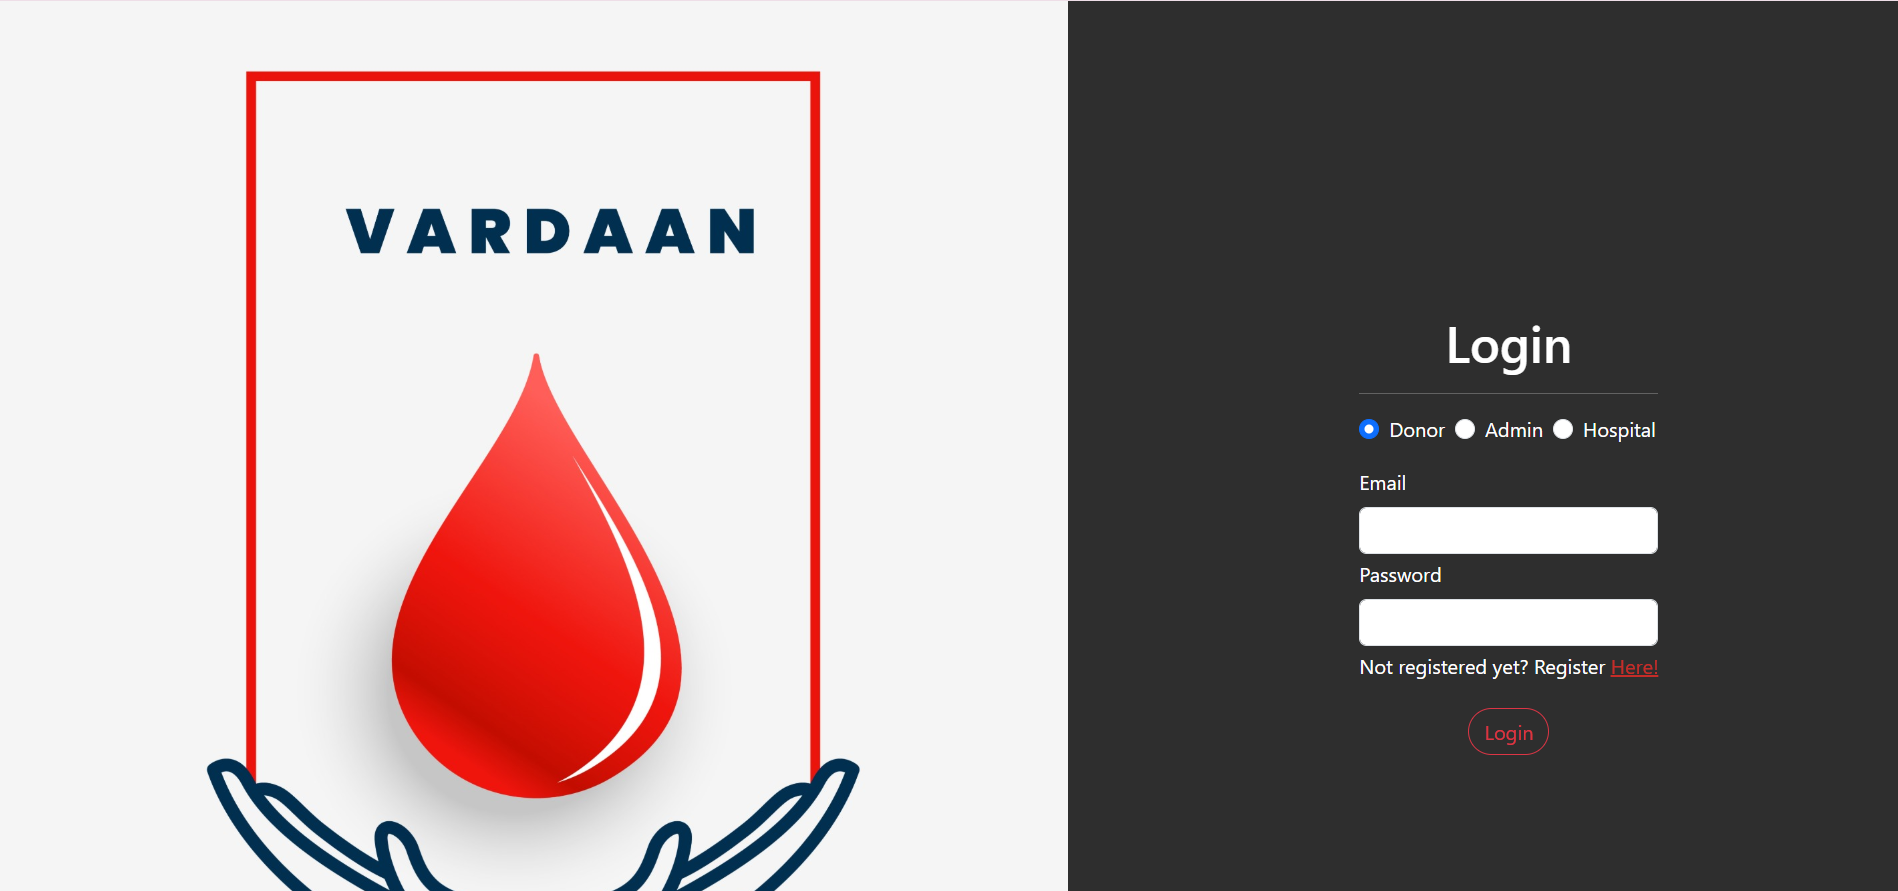 VARDAAN
Login
Donor Admin Hospital
Email
Password
Not registered yet? Register Here!
Login